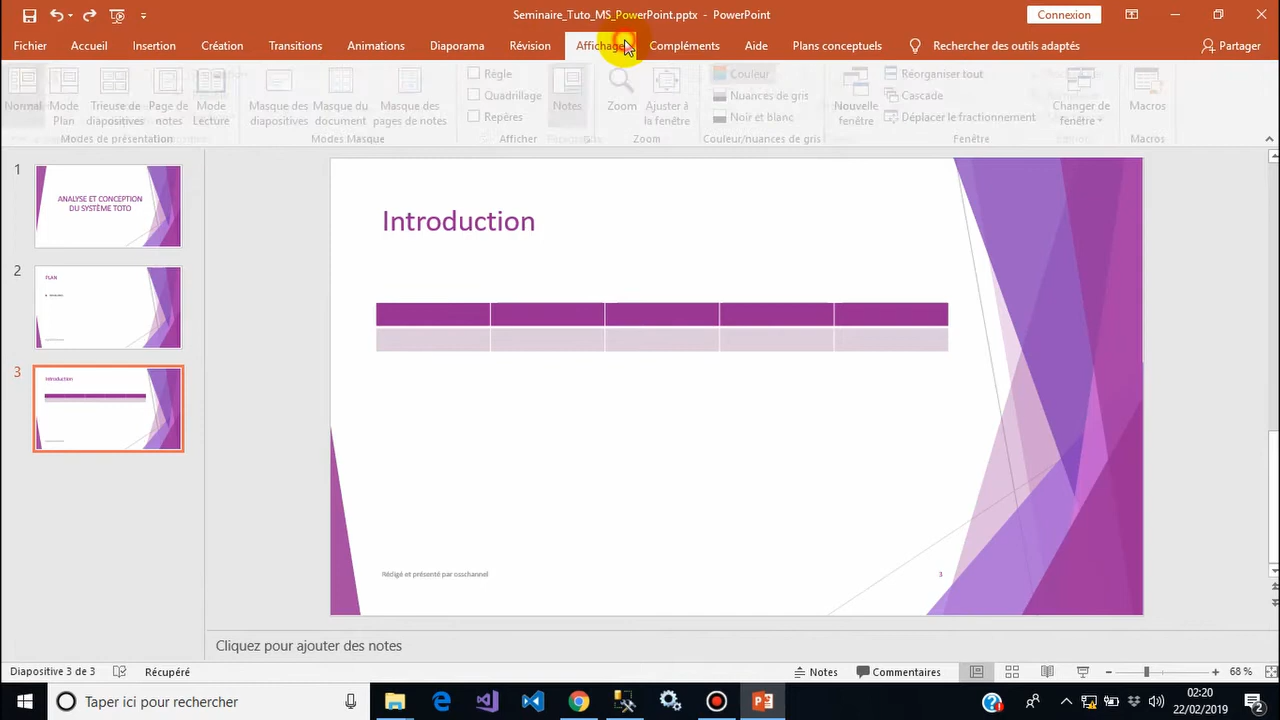 Seminaire_Tuto_MS_PowerPoint.pptx - PowerPoint
Connexion
Fichier Accueil Insertion Création Transitions Animations Diaporama Révision Affichage Compléments Aide Plans conceptuels Rechercher des outils adaptés Partager
Normal
Mode Plan
Trieuse de diapositives
Page de notes
Mode Lecture
Modes de présentation
Masque des diapositives
Masque du document
Masque des pages de notes
Modes Masque
Règle
Quadrillage
Repères
Afficher
Notes
Zoom
Ajuster à la fenêtre
Zoom
Couleur
Nuances de gris
Noir et blanc
Couleur/nuances de gris
Nouvelle fenêtre
Réorganiser tout
Cascade
Déplacer le fractionnement
Changer de fenêtre
Fenêtre
Macros
Macros
1
ANALYSE ET CONCEPTION
DU SYSTÈME TOTO
2
PLAN
3
Introduction
Introduction
Rédigé et présenté par osschannel
3
Cliquez pour ajouter des notes
Diapositive 3 de 3 Récupéré Notes Commentaires 68 %
Taper ici pour rechercher
02:20
22/02/2019
2